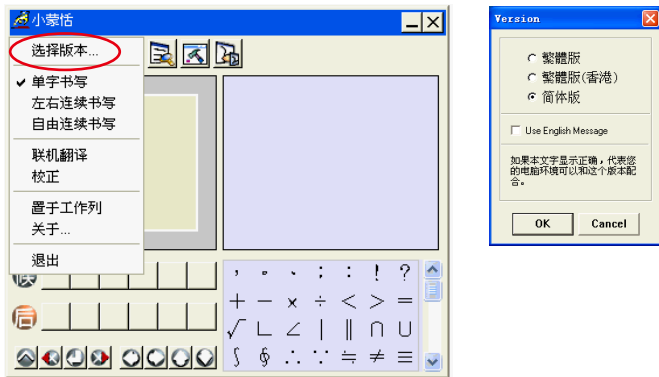 小蒙恬
选择版本...
单字书写
左右连续书写
自由连续书写
联机翻译
校正
置于工作列
关于...
退出
候
， 。 、 ； ： ！ ？
＋ － × ÷ ＜ ＞ ＝
后
√ ∟ ∠ ∣ ∥ ∩ ∪
∫ ∮ ∴ ∵ ≒ ≠ ≡
Version
繁體版
繁體版(香港)
简体版
Use English Message
如果本文字显示正确，代表您
的电脑环境可以和这个版本配
合。
OK Cancel